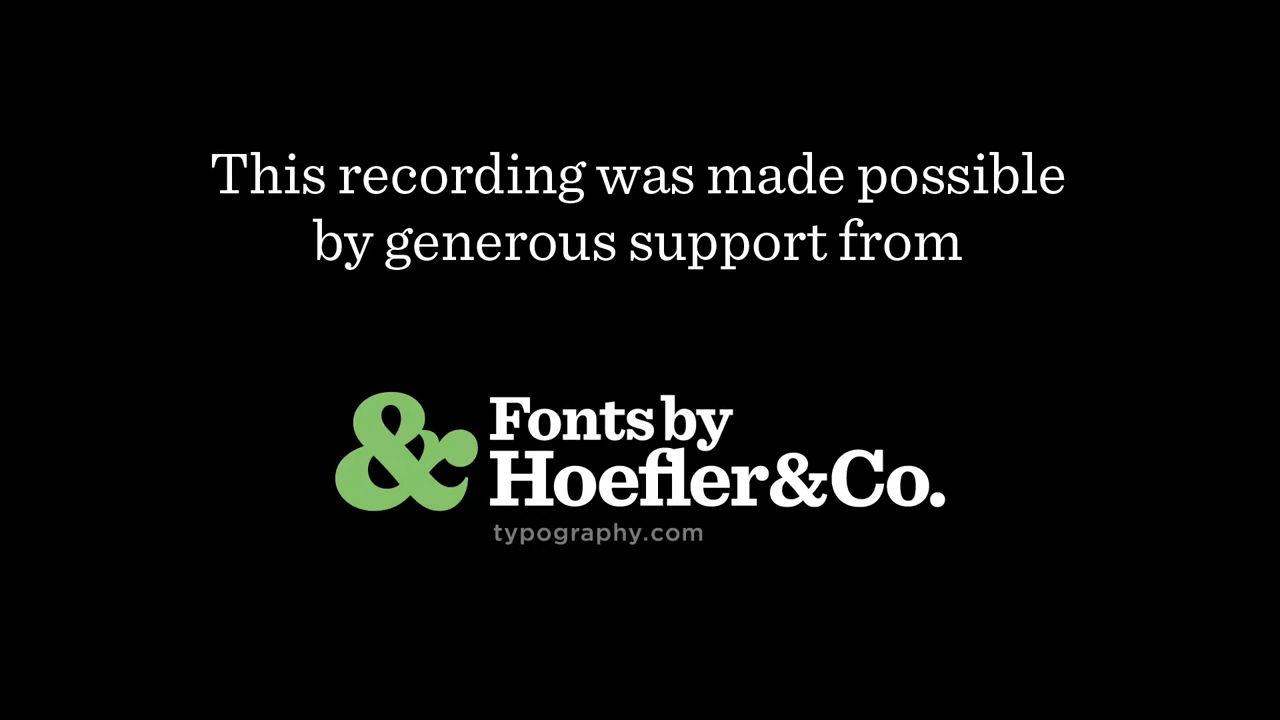 This recording was made possible
by generous support from
& Fonts by
Hoefler&Co.
typography.com